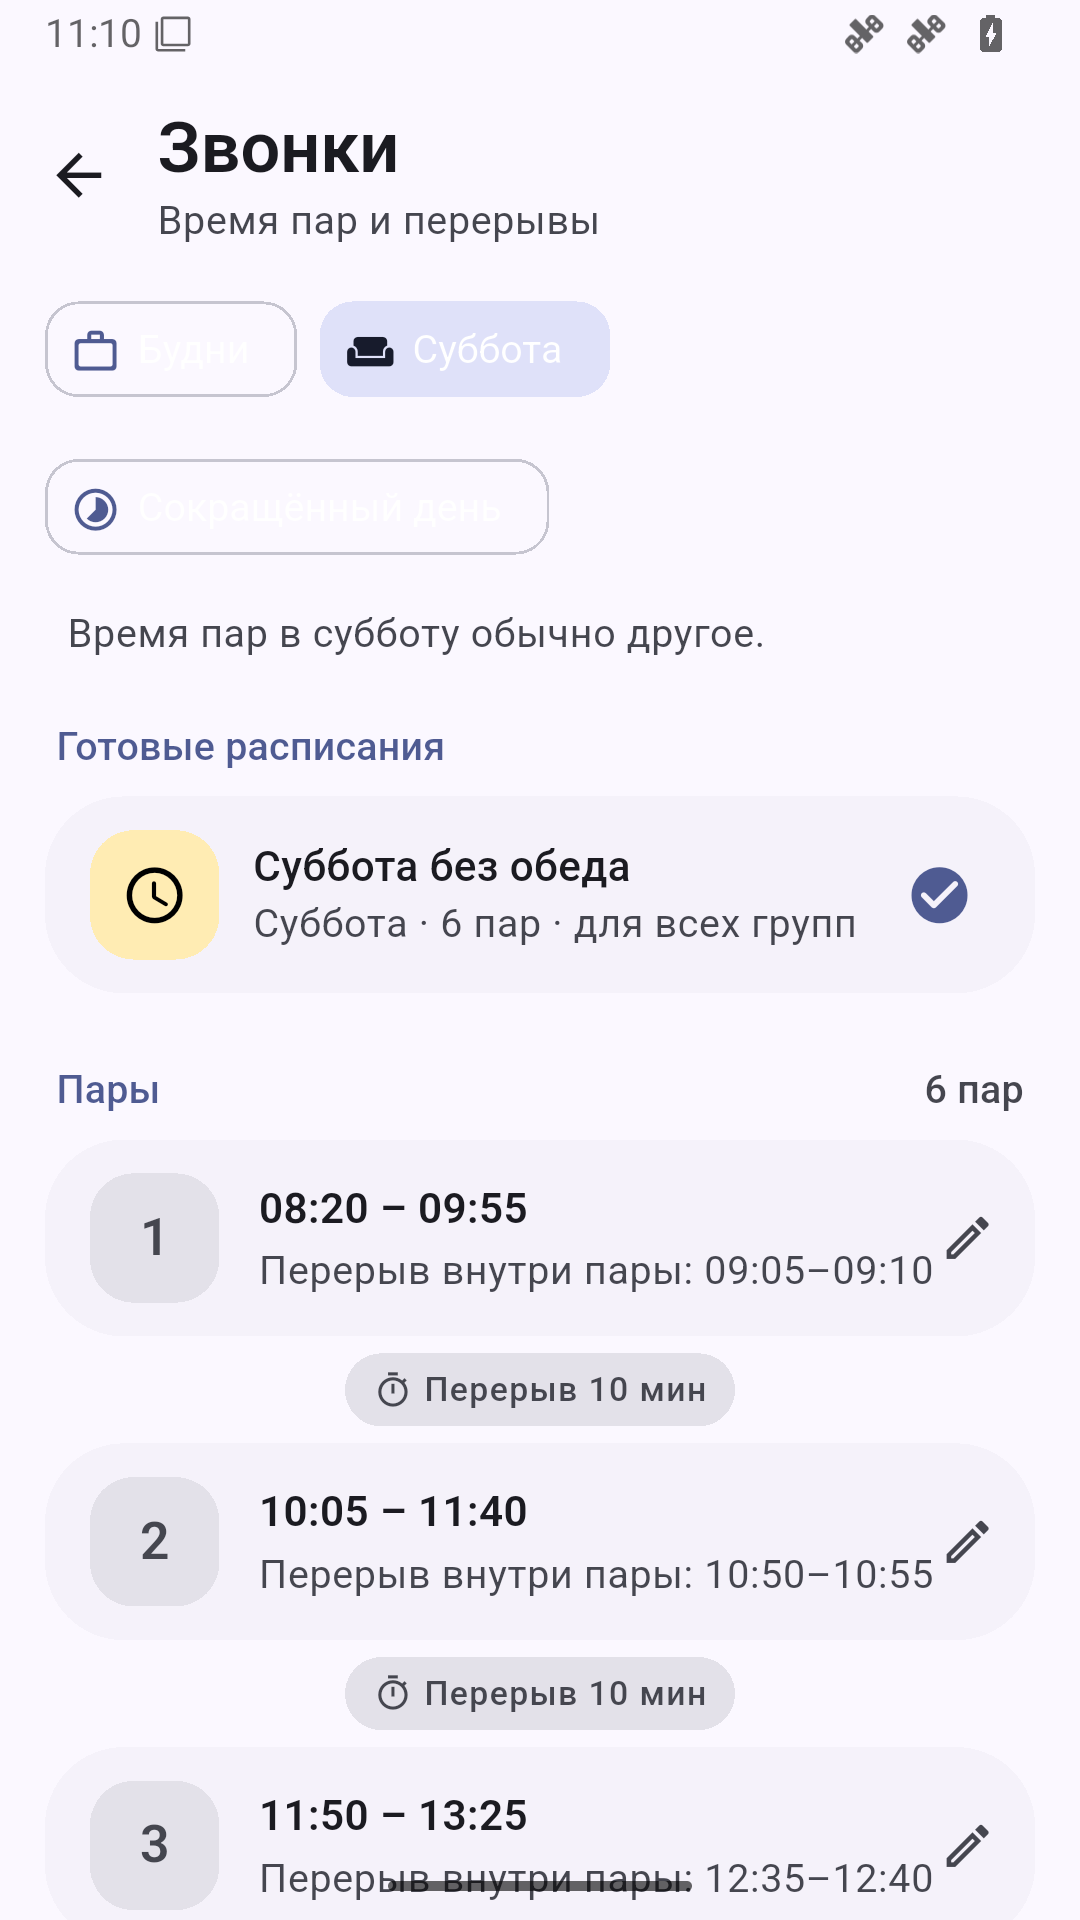 11:10
Звонки
Время пар и перерывы
Будни
Суббота
Сокращённый день
Время пар в субботу обычно другое.
Готовые расписания
Суббота без обеда
Суббота · 6 пар · для всех групп
Пары
6 пар
1
08:20 – 09:55
Перерыв внутри пары: 09:05–09:10
Перерыв 10 мин
2
10:05 – 11:40
Перерыв внутри пары: 10:50–10:55
Перерыв 10 мин
3
11:50 – 13:25
Перерыв внутри пары: 12:35–12:40